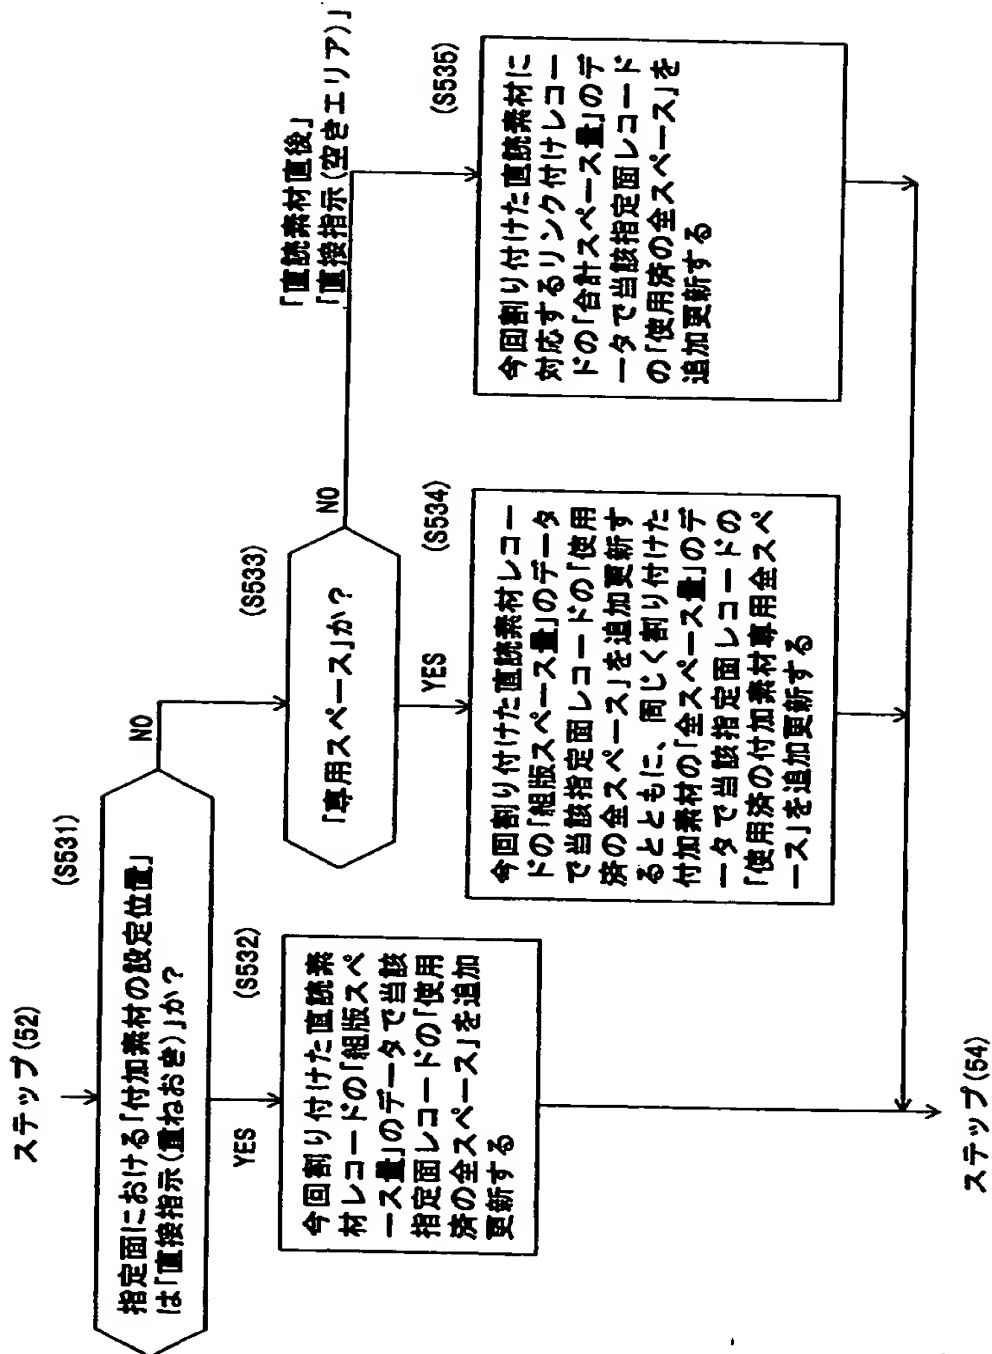 ステップ(52)
(S531)
指定面における「付加素材の設定位置」
は「直接指示(重ねおき)」か?
NO
YES
(S532)
今回割り付けた直読素
材レコードの「組版スペ
ース量」のデータで当該
指定面レコードの「使用
済の全スペース」を追加
更新する
(S533)
「専用スペース」か?
NO
YES
(S534)
今回割り付けた直読素材レコー
ドの「組版スペース量」のデータ
で当該指定面レコードの「使用
済の全スペース」を追加更新す
るとともに、同じく割り付けた
付加素材の「全スペース量」のデ
ータで当該指定面レコードの
「使用済の付加素材専用全スペ
ース」を追加更新する
「直読素材直後」
「直接指示(空きエリア)」
(S535)
今回割り付けた直読素材に
対応するリンク付けレコー
ドの「合計スペース量」のデ
ータで当該指定面レコード
の「使用済の全スペース」を
追加更新する
ステップ(54)